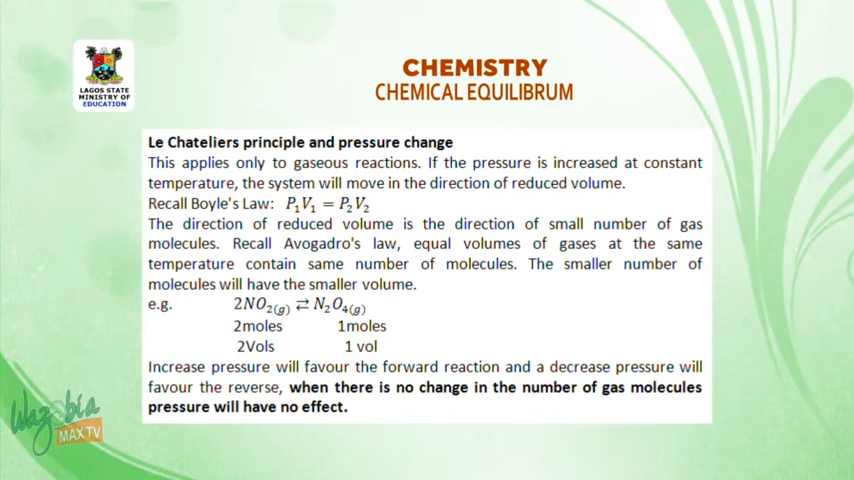 LAGOS STATE
MINISTRY OF
EDUCATION
CHEMISTRY
CHEMICAL EQUILIBRUM
Le Chateliers principle and pressure change
This applies only to gaseous reactions. If the pressure is increased at constant
temperature, the system will move in the direction of reduced volume.
Recall Boyle's Law: P₁V₁ = P₂V₂
The direction of reduced volume is the direction of small number of gas
molecules. Recall Avogadro's law, equal volumes of gases at the same
temperature contain same number of molecules. The smaller number of
molecules will have the smaller volume.
e.g. 2NO₂(g) ⇄ N₂O₄(g)
2moles 1moles
2Vols 1 vol
Increase pressure will favour the forward reaction and a decrease pressure will
favour the reverse, when there is no change in the number of gas molecules
pressure will have no effect.
Wazobia
MAX TV